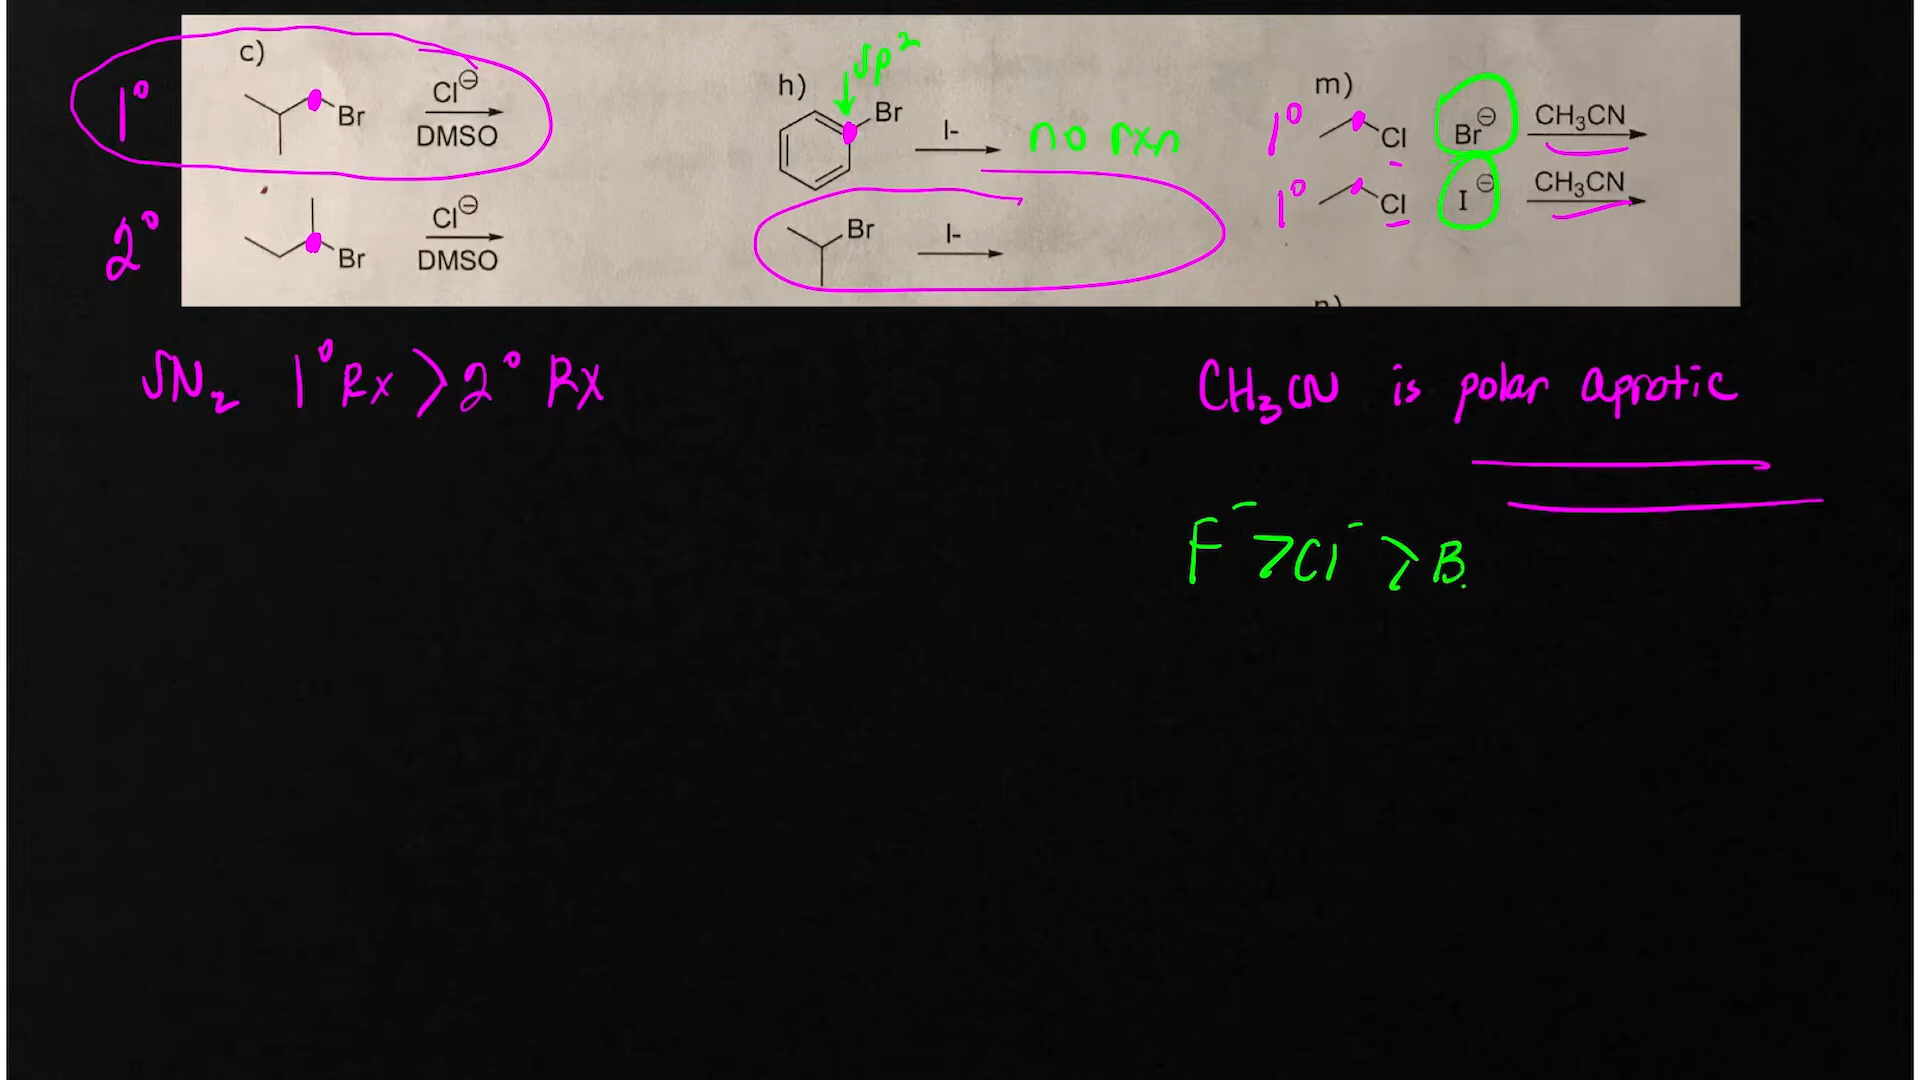 c)
1° Br Cl⊖ DMSO
2° Br Cl⊖ DMSO
h) sp²
Br I- no rxn
Br I-
m)
1° Cl Br⊖ CH₃CN
1° Cl I⊖ CH₃CN
SN₂ 1° RX > 2° RX
CH₃CN is polar aprotic
F⁻ > Cl⁻ > B